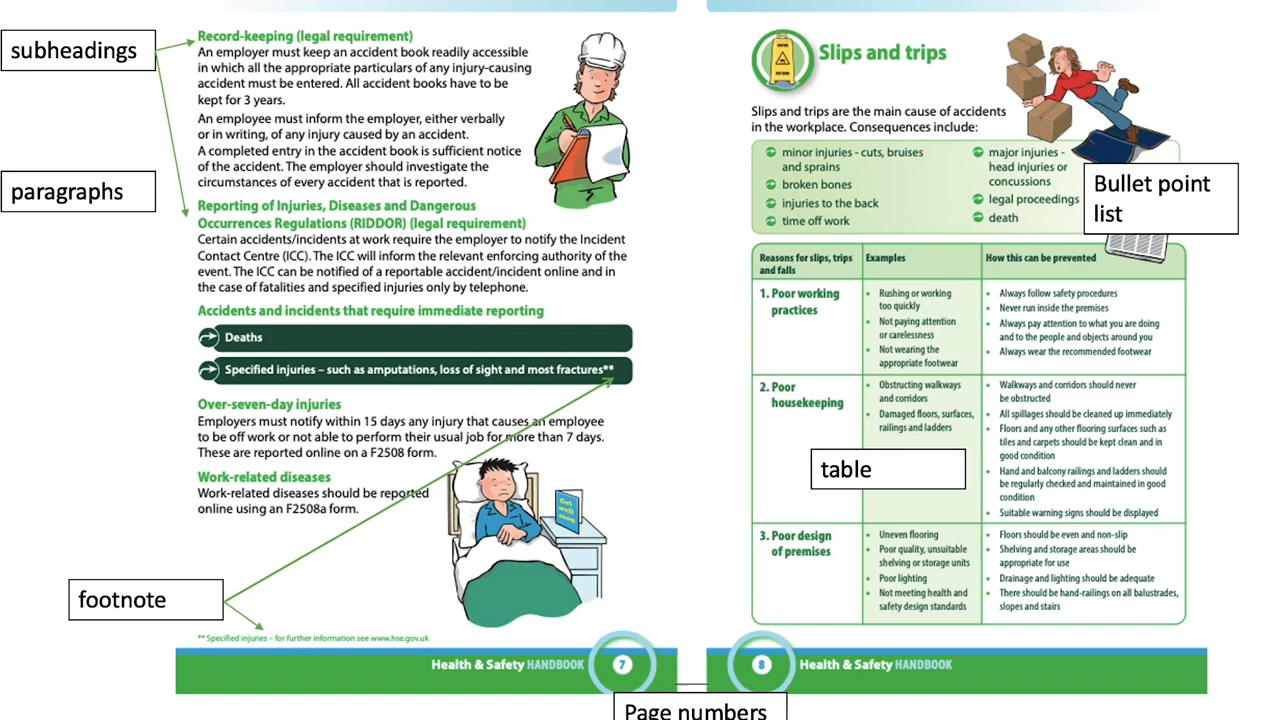 subheadings
paragraphs
footnote
Record-keeping (legal requirement)
An employer must keep an accident book readily accessible
in which all the appropriate particulars of any injury-causing
accident must be entered. All accident books have to be
kept for 3 years.
An employee must inform the employer, either verbally
or in writing, of any injury caused by an accident.
A completed entry in the accident book is sufficient notice
of the accident. The employer should investigate the
circumstances of every accident that is reported.
Reporting of Injuries, Diseases and Dangerous
Occurrences Regulations (RIDDOR) (legal requirement)
Certain accidents/incidents at work require the employer to notify the Incident
Contact Centre (ICC). The ICC will inform the relevant enforcing authority of the
event. The ICC can be notified of a reportable accident/incident online and in
the case of fatalities and specified injuries only by telephone.
Accidents and incidents that require immediate reporting
Deaths
Specified injuries – such as amputations, loss of sight and most fractures**
Over-seven-day injuries
Employers must notify within 15 days any injury that causes an employee
to be off work or not able to perform their usual job for more than 7 days.
These are reported online on a F2508 form.
Work-related diseases
Work-related diseases should be reported
online using an F2508a form.
Get
well
soon
** Specified injuries – for further information see www.hse.gov.uk
Health & Safety HANDBOOK 7
Slips and trips
Slips and trips are the main cause of accidents
in the workplace. Consequences include:
minor injuries - cuts, bruises
and sprains
broken bones
injuries to the back
time off work
major injuries -
head injuries or
concussions
legal proceedings
death
Bullet point
list
Reasons for slips, trips
and falls
Examples
How this can be prevented
1. Poor working
practices
• Rushing or working
too quickly
• Not paying attention
or carelessness
• Not wearing the
appropriate footwear
• Always follow safety procedures
• Never run inside the premises
• Always pay attention to what you are doing
and to the people and objects around you
• Always wear the recommended footwear
2. Poor
housekeeping
• Obstructing walkways
and corridors
• Damaged floors, surfaces,
railings and ladders
table
• Walkways and corridors should never
be obstructed
• All spillages should be cleaned up immediately
• Floors and any other flooring surfaces such as
tiles and carpets should be kept clean and in
good condition
• Hand and balcony railings and ladders should
be regularly checked and maintained in good
condition
• Suitable warning signs should be displayed
3. Poor design
of premises
• Uneven flooring
• Poor quality, unsuitable
shelving or storage units
• Poor lighting
• Not meeting health and
safety design standards
• Floors should be even and non-slip
• Shelving and storage areas should be
appropriate for use
• Drainage and lighting should be adequate
• There should be hand-railings on all balustrades,
slopes and stairs
8 Health & Safety HANDBOOK
Page numbers